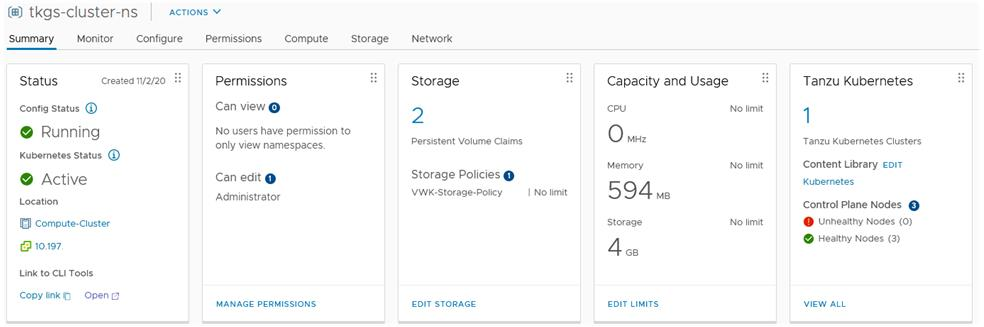 tkgs-cluster-ns
ACTIONS
Summary Monitor Configure Permissions Compute Storage Network
Status Created 11/2/20
Config Status
Running
Kubernetes Status
Active
Location
Compute-Cluster
10.197.
Link to CLI Tools
Copy link Open
Permissions
Can view 0
No users have permission to
only view namespaces.
Can edit 1
Administrator
MANAGE PERMISSIONS
Storage
2
Persistent Volume Claims
Storage Policies 1
VWK-Storage-Policy | No limit
EDIT STORAGE
Capacity and Usage
CPU No limit
0 MHz
Memory No limit
594 MB
Storage No limit
4 GB
EDIT LIMITS
Tanzu Kubernetes
1
Tanzu Kubernetes Clusters
Content Library EDIT
Kubernetes
Control Plane Nodes 3
Unhealthy Nodes (0)
Healthy Nodes (3)
VIEW ALL